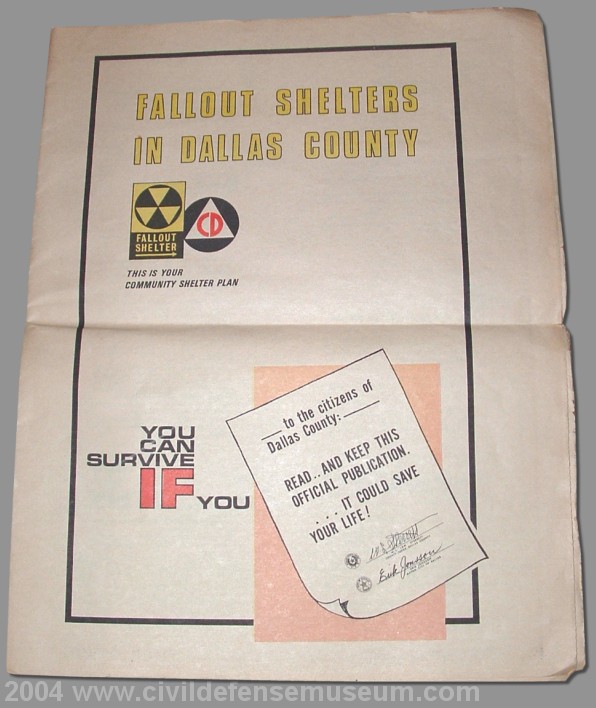 FALLOUT SHELTERS
IN DALLAS COUNTY
FALLOUT
SHELTER
CD
THIS IS YOUR
COMMUNITY SHELTER PLAN
YOU
CAN
SURVIVE
IF YOU
to the citizens of
Dallas County:
READ..AND KEEP THIS
OFFICIAL PUBLICATION.
. . . . IT COULD SAVE
YOUR LIFE!
Erik Jonsson
2004 www.civildefensemuseum.com